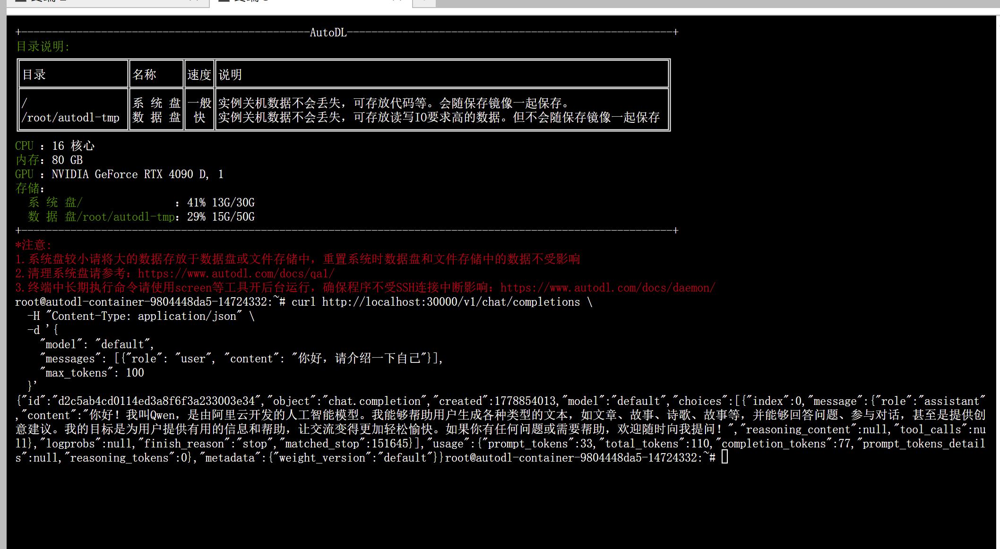 +-----------------------------------------------AutoDL-----------------------------------------------------+
目录说明:
目录 名称 速度 说明
/ 系 统 盘 一般 实例关机数据不会丢失，可存放代码等。会随保存镜像一起保存。
/root/autodl-tmp 数 据 盘 快 实例关机数据不会丢失，可存放读写IO要求高的数据。但不会随保存镜像一起保存
CPU ：16 核心
内存：80 GB
GPU ：NVIDIA GeForce RTX 4090 D, 1
存储：
系 统 盘/ ：41% 13G/30G
数 据 盘/root/autodl-tmp：29% 15G/50G
+----------------------------------------------------------------------------------------------------------+
*注意:
1.系统盘较小请将大的数据存放于数据盘或文件存储中，重置系统时数据盘和文件存储中的数据不受影响
2.清理系统盘请参考：https://www.autodl.com/docs/qa1/
3.终端中长期执行命令请使用screen等工具开后台运行，确保程序不受SSH连接中断影响：https://www.autodl.com/docs/daemon/
root@autodl-container-9804448da5-14724332:~# curl http://localhost:30000/v1/chat/completions \
-H "Content-Type: application/json" \
-d '{
"model": "default",
"messages": [{"role": "user", "content": "你好，请介绍一下自己"}],
"max_tokens": 100
}'
{"id":"d2c5ab4cd0114ed3a8f6f3a233003e34","object":"chat.completion","created":1778854013,"model":"default","choices":[{"index":0,"message":{"role":"assistant"
,"content":"你好！我叫Qwen，是由阿里云开发的人工智能模型。我能够帮助用户生成各种类型的文本，如文章、故事、诗歌、故事等，并能够回答问题、参与对话，甚至是提供创
意建议。我的目标是为用户提供有用的信息和帮助，让交流变得更加轻松愉快。如果你有任何问题或需要帮助，欢迎随时向我提问！","reasoning_content":null,"tool_calls":nu
ll},"logprobs":null,"finish_reason":"stop","matched_stop":151645}],"usage":{"prompt_tokens":33,"total_tokens":110,"completion_tokens":77,"prompt_tokens_detail
s":null,"reasoning_tokens":0},"metadata":{"weight_version":"default"}}root@autodl-container-9804448da5-14724332:~#